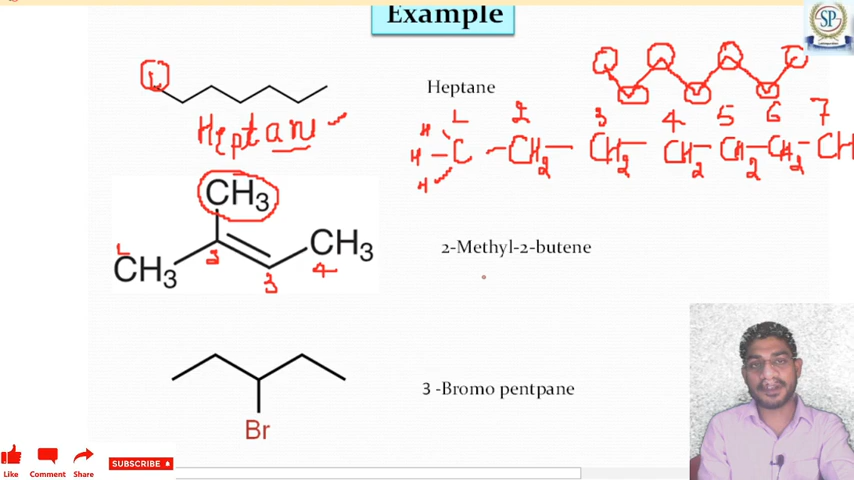 Example
SP
Heptane
Heptane
1 2 3 4 5 6 7
H
H - C - CH2 - CH2 - CH2 - CH2 - CH2 - CH
H
CH3
CH3
CH3
1 2 3 4
2-Methyl-2-butene
3 -Bromo pentpane
Br
Like Comment Share SUBSCRIBE